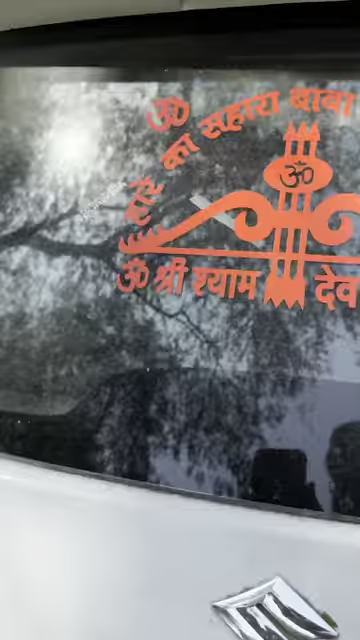 ॐ
हारे का सहारा बाबा
ॐ
ॐ श्री श्याम देव